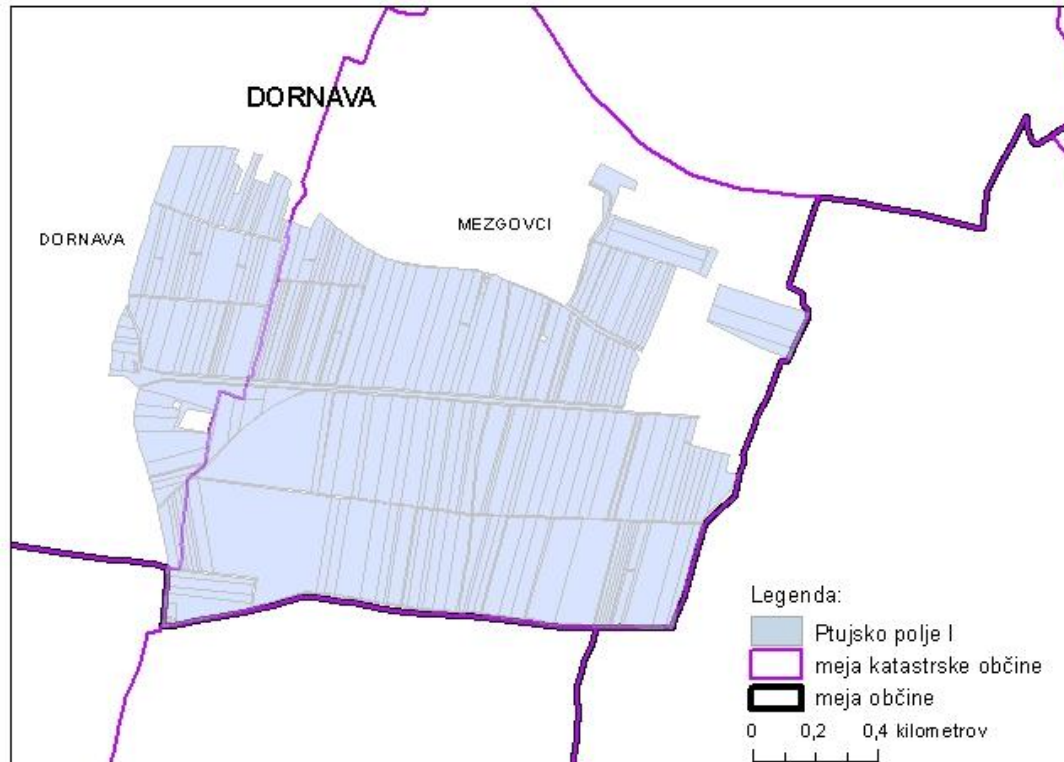 DORNAVA
DORNAVA
MEZGOVCI
Legenda:
Ptujsko polje I
meja katastrske občine
meja občine
0 0,2 0,4 kilometrov